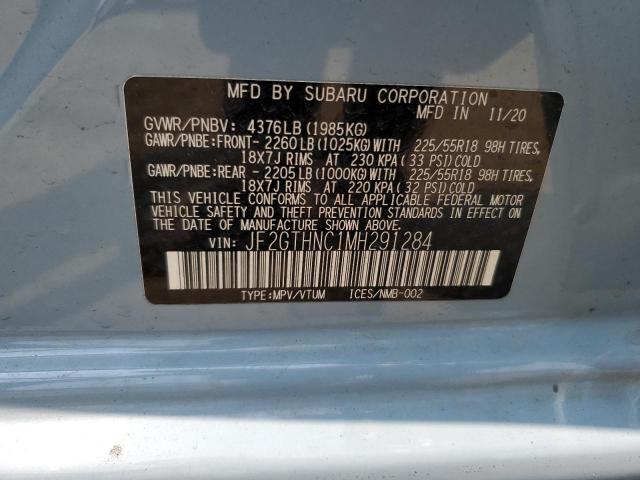 MFD BY SUBARU CORPORATION
MFD IN 11/20
GVWR/PNBV: 4376LB (1985KG)
GAWR/PNBE:FRONT- 2260LB (1025KG)WITH 225/55R18 98H TIRES,
18X7J RIMS AT 230 KPA (33 PSI)COLD
GAWR/PNBE:REAR - 2205LB (1000KG)WITH 225/55R18 98H TIRES,
18X7J RIMS AT 220 KPA (32 PSI)COLD
THIS VEHICLE CONFORMS TO ALL APPLICABLE FEDERAL MOTOR
VEHICLE SAFETY AND THEFT PREVENTION STANDARDS IN EFFECT ON
THE DATE OF MANUFACTURE SHOWN ABOVE.
VIN: JF2GTHNC1MH291284
TYPE:MPV/VTUM ICES/NMB-002